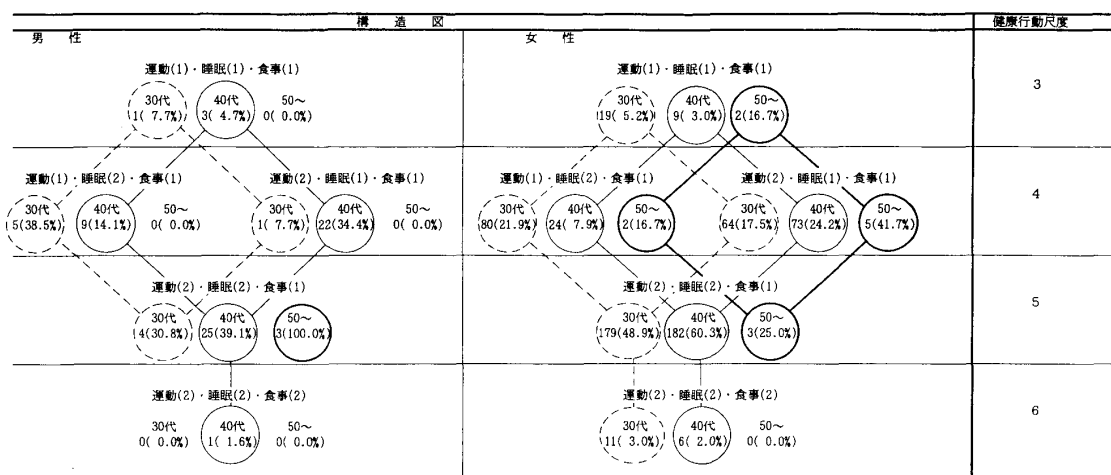 構造図 健康行動尺度
男性 女性
運動(1)・睡眠(1)・食事(1) 運動(1)・睡眠(1)・食事(1)
3
30代 40代 50〜 30代 40代 50〜
1( 7.7%) 3( 4.7%) 0( 0.0%) 19( 5.2%) 9( 3.0%) 2(16.7%)
運動(1)・睡眠(2)・食事(1) 運動(2)・睡眠(1)・食事(1) 運動(1)・睡眠(2)・食事(1) 運動(2)・睡眠(1)・食事(1)
4
30代 40代 50〜 30代 40代 50〜 30代 40代 50〜 30代 40代 50〜
5(38.5%) 9(14.1%) 0( 0.0%) 1( 7.7%) 22(34.4%) 0( 0.0%) 80(21.9%) 24( 7.9%) 2(16.7%) 64(17.5%) 73(24.2%) 5(41.7%)
運動(2)・睡眠(2)・食事(1) 運動(2)・睡眠(2)・食事(1)
5
30代 40代 50〜 30代 40代 50〜
4(30.8%) 25(39.1%) 3(100.0%) 179(48.9%) 182(60.3%) 3(25.0%)
運動(2)・睡眠(2)・食事(2) 運動(2)・睡眠(2)・食事(2)
6
30代 40代 50〜 30代 40代 50〜
0( 0.0%) 1( 1.6%) 0( 0.0%) 11( 3.0%) 6( 2.0%) 0( 0.0%)